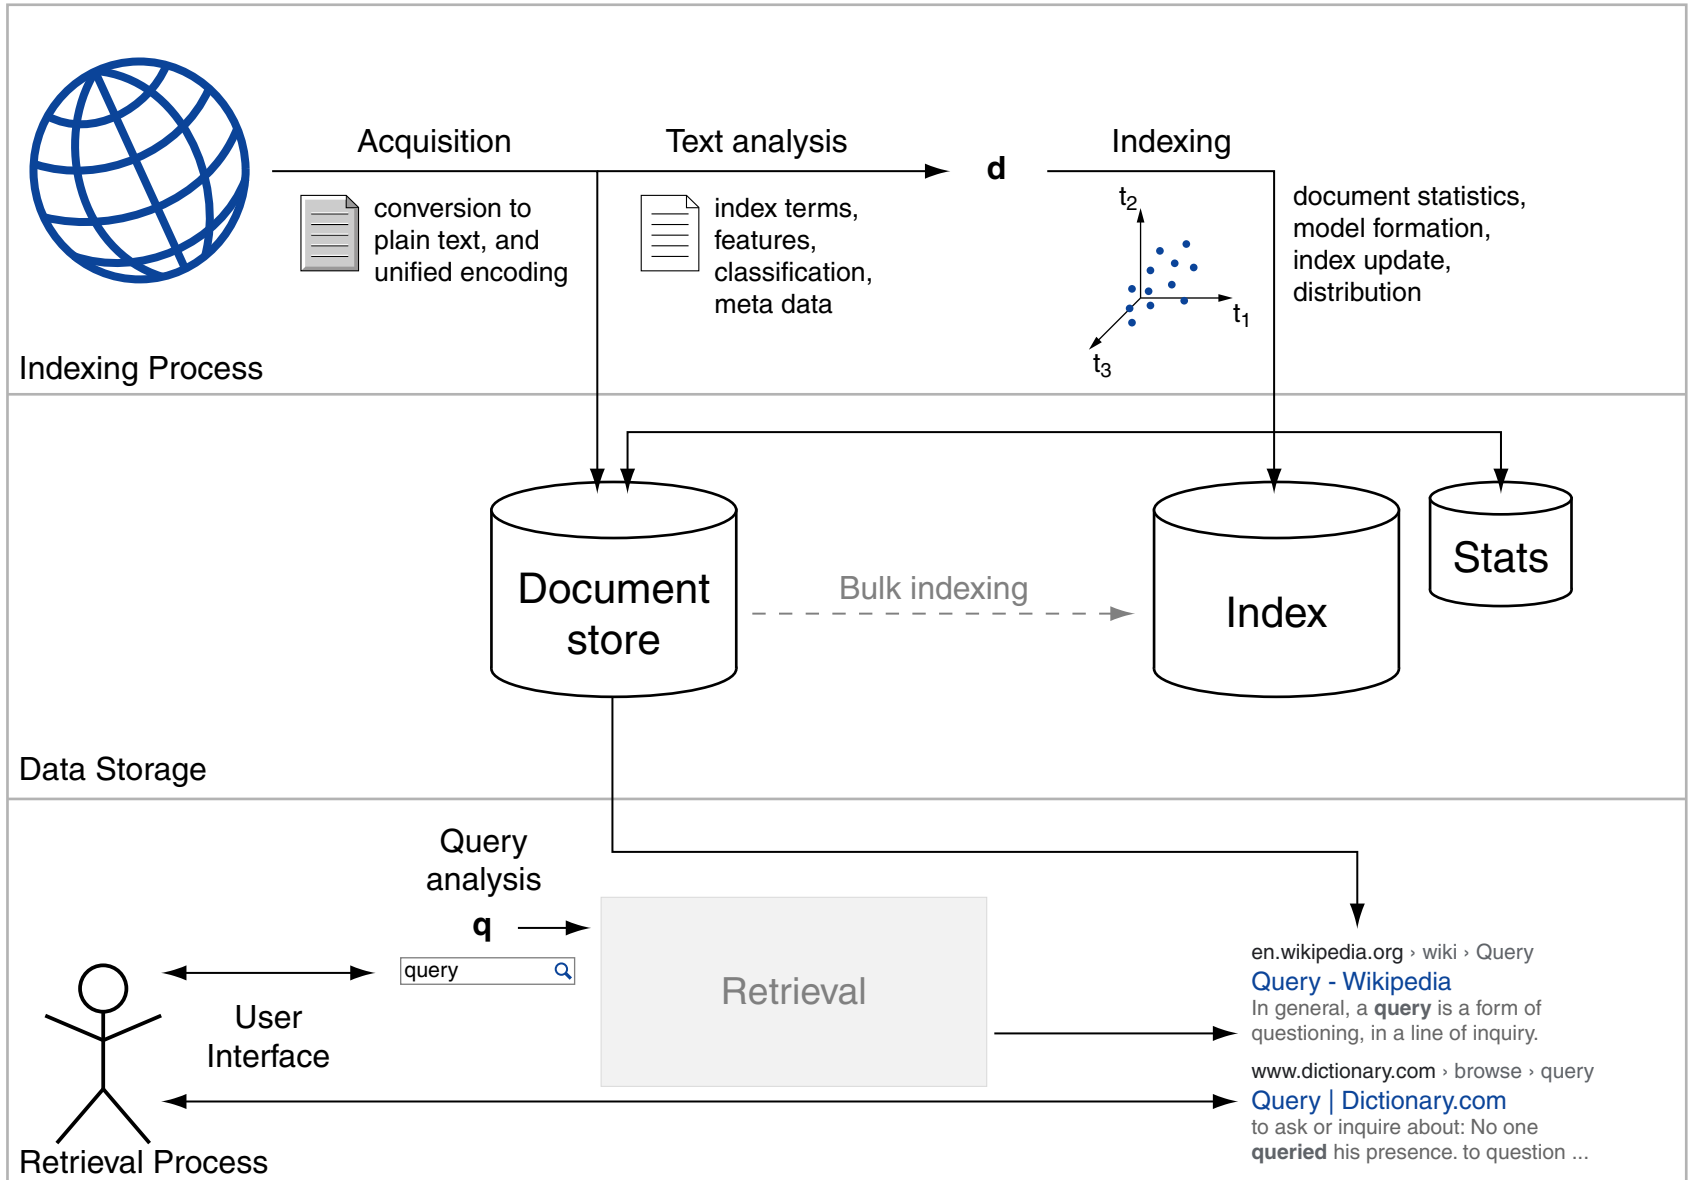 Acquisition
conversion to
plain text, and
unified encoding
Text analysis
index terms,
features,
classification,
meta data
d
Indexing
t2
t1
t3
document statistics,
model formation,
index update,
distribution
Indexing Process
Document
store
Bulk indexing
Index
Stats
Data Storage
Query
analysis
q
query
User
Interface
Retrieval
en.wikipedia.org › wiki › Query
Query - Wikipedia
In general, a query is a form of
questioning, in a line of inquiry.
www.dictionary.com › browse › query
Query | Dictionary.com
to ask or inquire about: No one
queried his presence. to question ...
Retrieval Process